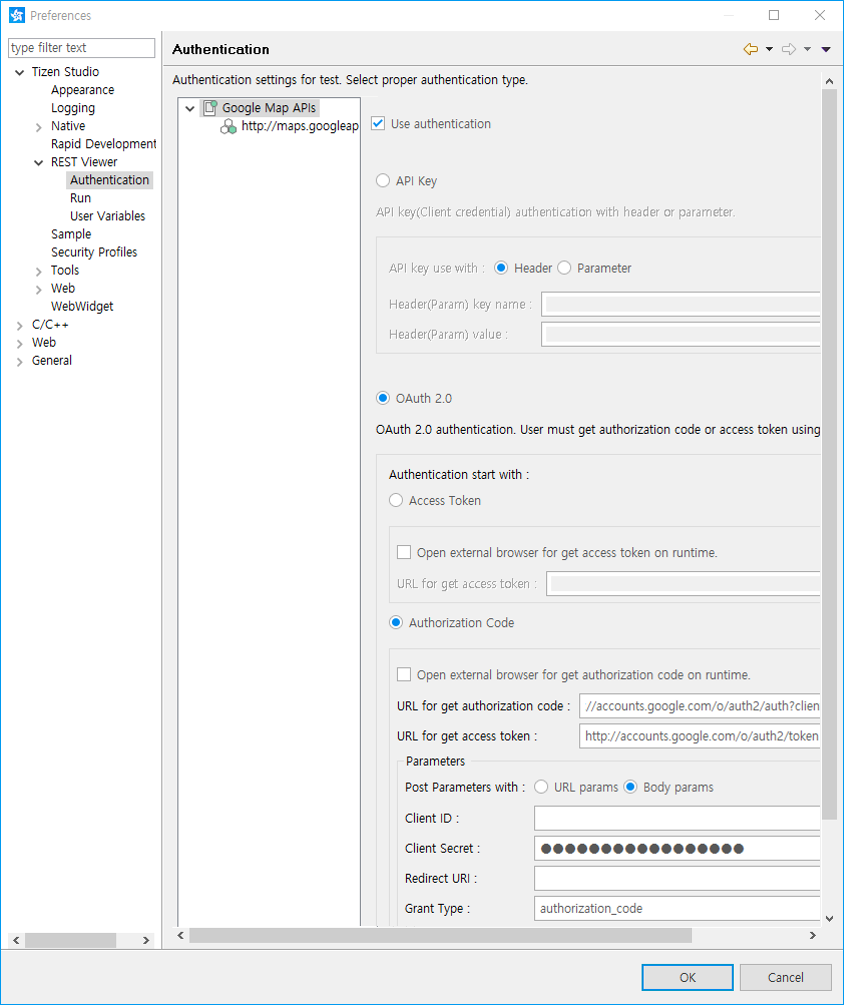 Preferences
type filter text
Tizen Studio
Appearance
Logging
Native
Rapid Development
REST Viewer
Authentication
Run
User Variables
Sample
Security Profiles
Tools
Web
WebWidget
C/C++
Web
General
Authentication
Authentication settings for test. Select proper authentication type.
Google Map APIs
http://maps.googleap
Use authentication
API Key
API key(Client credential) authentication with header or parameter.
API key use with : Header Parameter
Header(Param) key name :
Header(Param) value :
OAuth 2.0
OAuth 2.0 authentication. User must get authorization code or access token using
Authentication start with :
Access Token
Open external browser for get access token on runtime.
URL for get access token :
Authorization Code
Open external browser for get authorization code on runtime.
URL for get authorization code : //accounts.google.com/o/auth2/auth?clien
URL for get access token : http://accounts.google.com/o/auth2/token
Parameters
Post Parameters with : URL params Body params
Client ID :
Client Secret : ●●●●●●●●●●●●●●●●●
Redirect URI :
Grant Type : authorization_code
OK Cancel